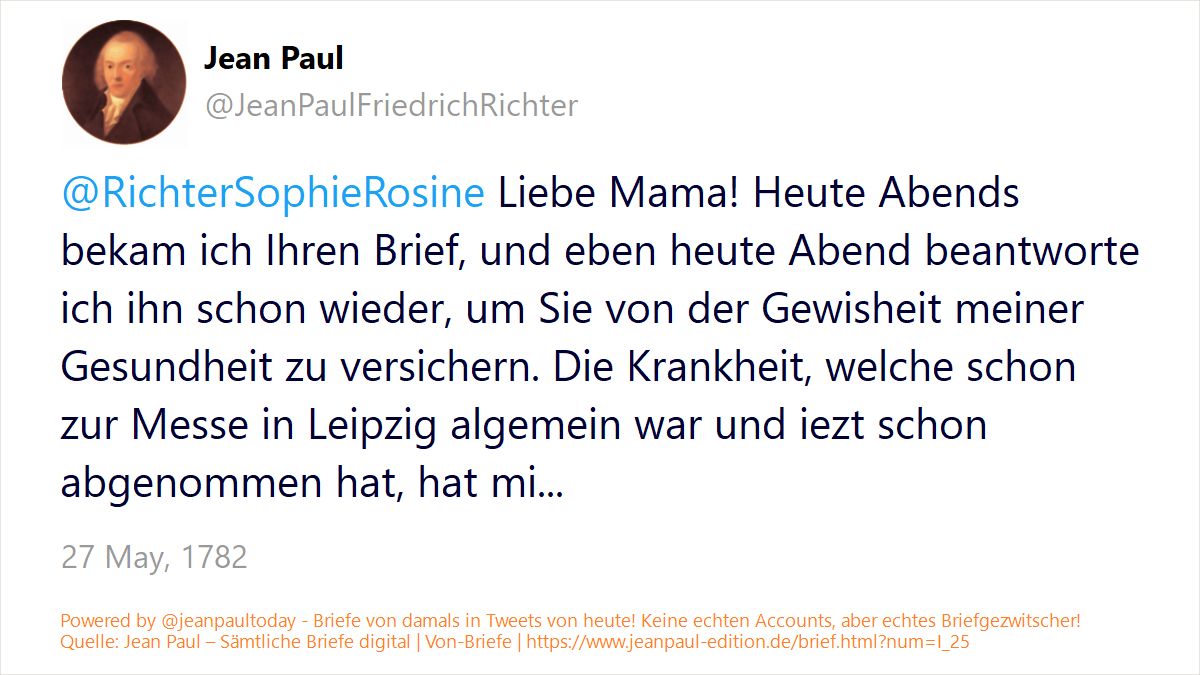 Jean Paul
@JeanPaulFriedrichRichter
@RichterSophieRosine Liebe Mama! Heute Abends
bekam ich Ihren Brief, und eben heute Abend beantworte
ich ihn schon wieder, um Sie von der Gewisheit meiner
Gesundheit zu versichern. Die Krankheit, welche schon
zur Messe in Leipzig algemein war und iezt schon
abgenommen hat, hat mi...
27 May, 1782
Powered by @jeanpaultoday - Briefe von damals in Tweets von heute! Keine echten Accounts, aber echtes Briefgezwitscher!
Quelle: Jean Paul – Sämtliche Briefe digital | Von-Briefe | https://www.jeanpaul-edition.de/brief.html?num=I_25